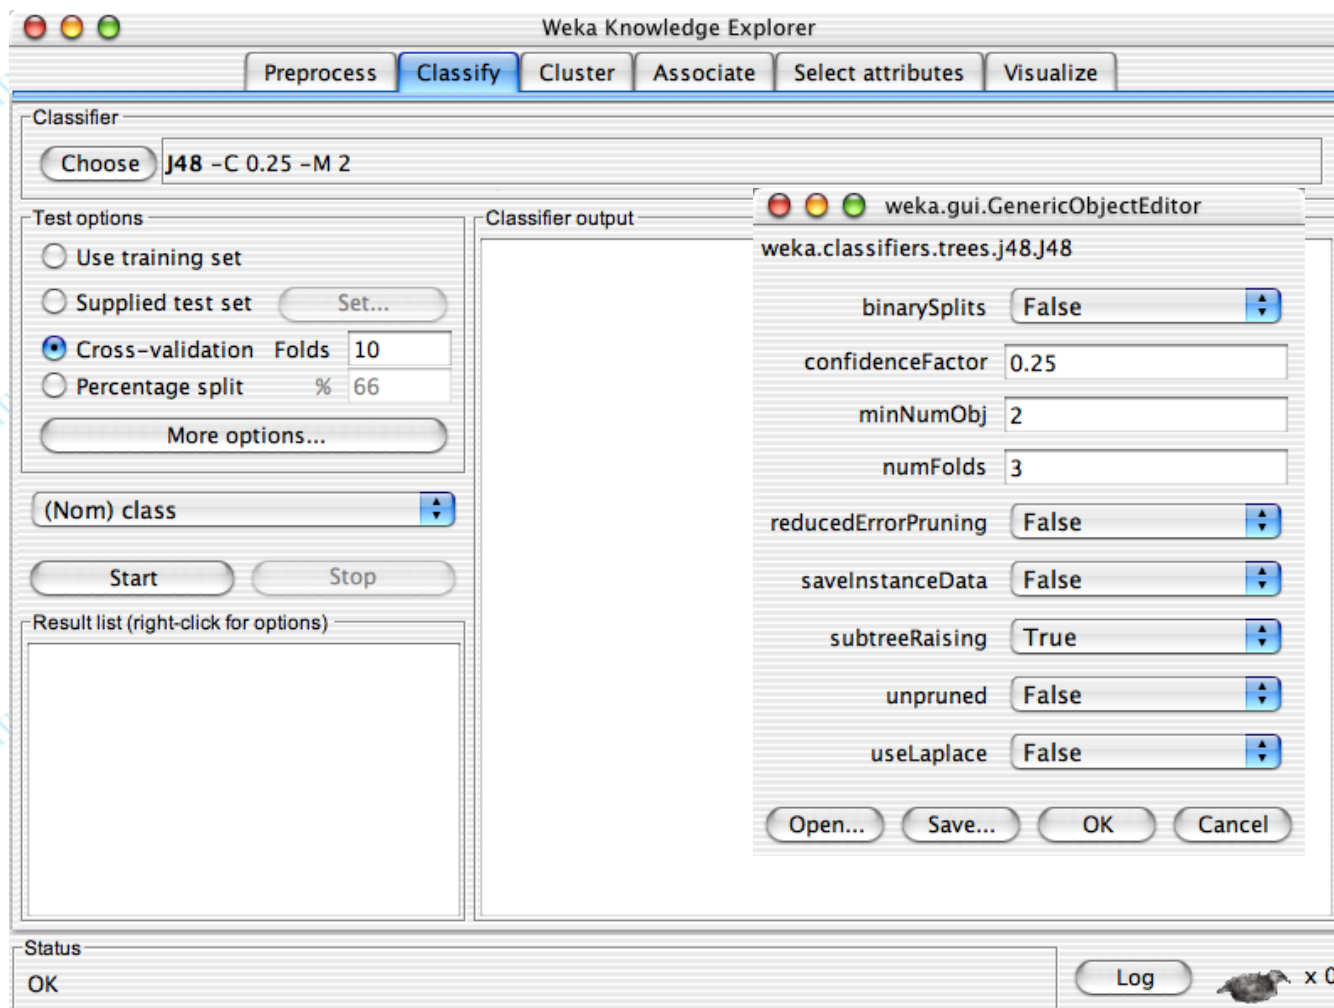 Weka Knowledge Explorer
Preprocess Classify Cluster Associate Select attributes Visualize
Classifier
Choose J48 -C 0.25 -M 2
Test options
Use training set
Supplied test set Set...
Cross-validation Folds 10
Percentage split % 66
More options...
(Nom) class
Start Stop
Result list (right-click for options)
Classifier output
weka.gui.GenericObjectEditor
weka.classifiers.trees.j48.J48
binarySplits False
confidenceFactor 0.25
minNumObj 2
numFolds 3
reducedErrorPruning False
saveInstanceData False
subtreeRaising True
unpruned False
useLaplace False
Open... Save... OK Cancel
Status
OK
Log x 0